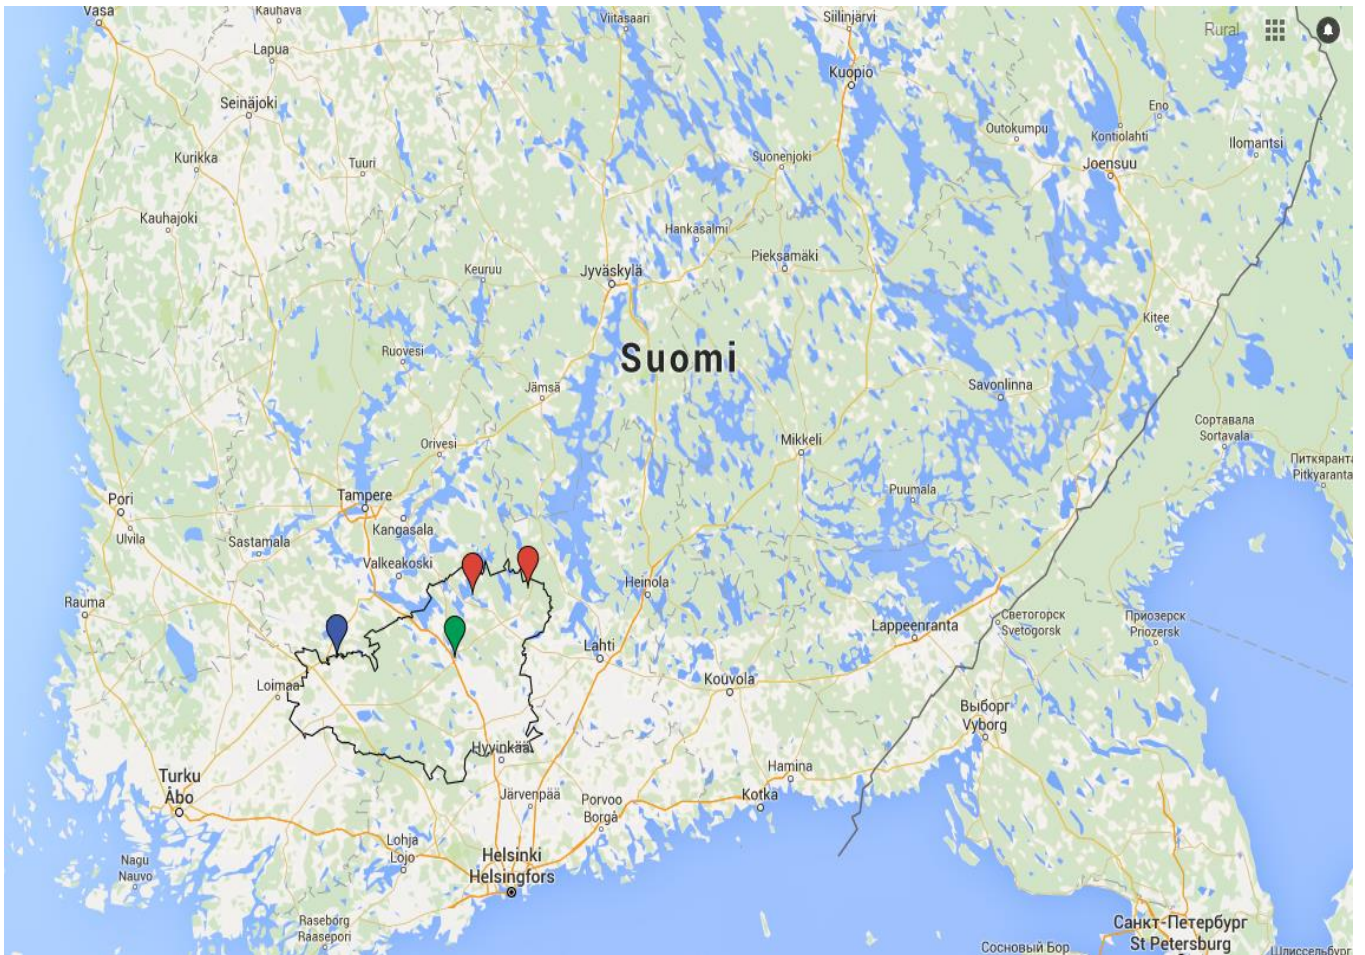 Vasa
Kauhava
Viitasaari
Siilinjärvi
Rural
Lapua
Kuopio
Seinäjoki
Eno
Outokumpu
Kontiolahti
Ilomantsi
Kurikka
Tuuri
Suonenjoki
Joensuu
Kauhajoki
Hankasalmi
Pieksämäki
Keuruu
Jyväskylä
Kitee
Ruovesi
Suomi
Jämsä
Savonlinna
Сортавала
Sortavala
Orivesi
Mikkeli
Питкяранта
Pitkyaranta
Pori
Tampere
Puumala
Ulvila
Kangasala
Sastamala
Valkeakoski
Heinola
Rauma
Lappeenranta
Светогорск
Svetogorsk
Приозерск
Priozersk
Lahti
Loimaa
Kouvola
Выборг
Vyborg
Hyvinkää
Hamina
Turku
Åbo
Järvenpää
Porvoo
Borgå
Kotka
Lohja
Lojo
Helsinki
Helsingfors
Nagu
Nauvo
Raseborg
Raasepori
Санкт-Петербург
St Petersburg
Сосновый Бор
Шлиссельбург